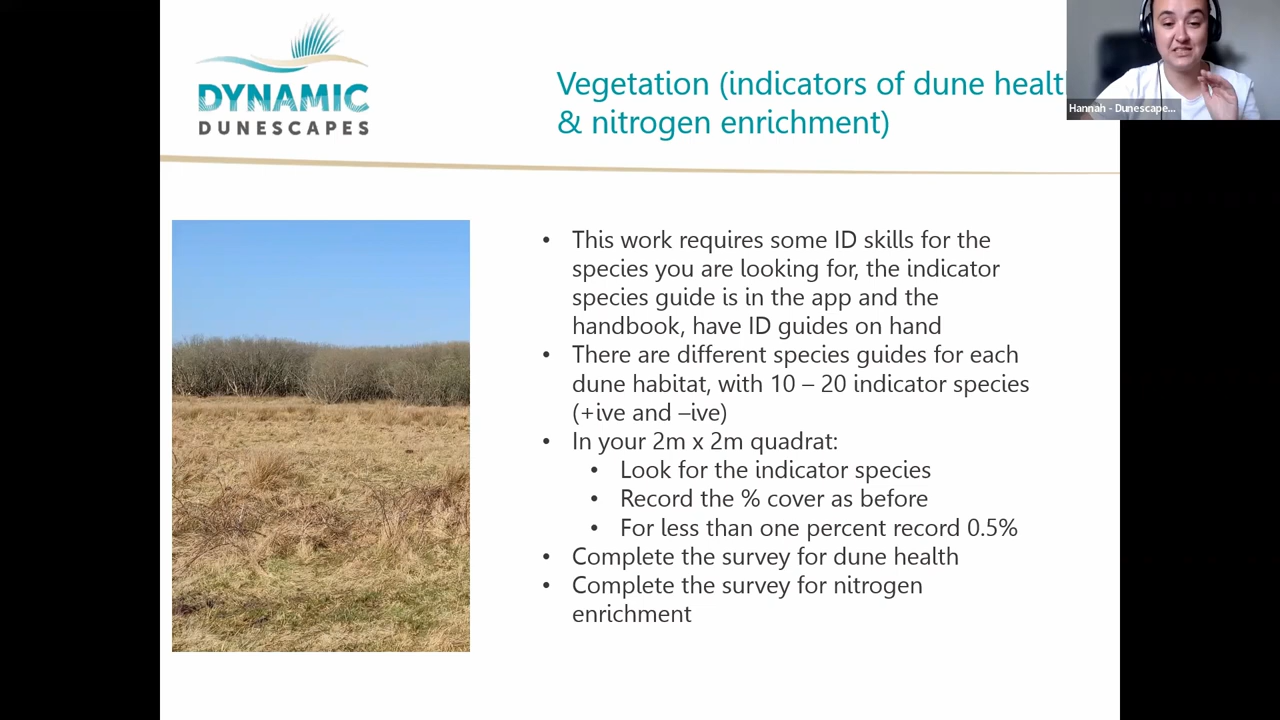 DYNAMIC
DUNESCAPES
Vegetation (indicators of dune healt
& nitrogen enrichment)
Hannah - Dunescape...
• This work requires some ID skills for the
species you are looking for, the indicator
species guide is in the app and the
handbook, have ID guides on hand
• There are different species guides for each
dune habitat, with 10 – 20 indicator species
(+ive and –ive)
• In your 2m x 2m quadrat:
• Look for the indicator species
• Record the % cover as before
• For less than one percent record 0.5%
• Complete the survey for dune health
• Complete the survey for nitrogen
enrichment